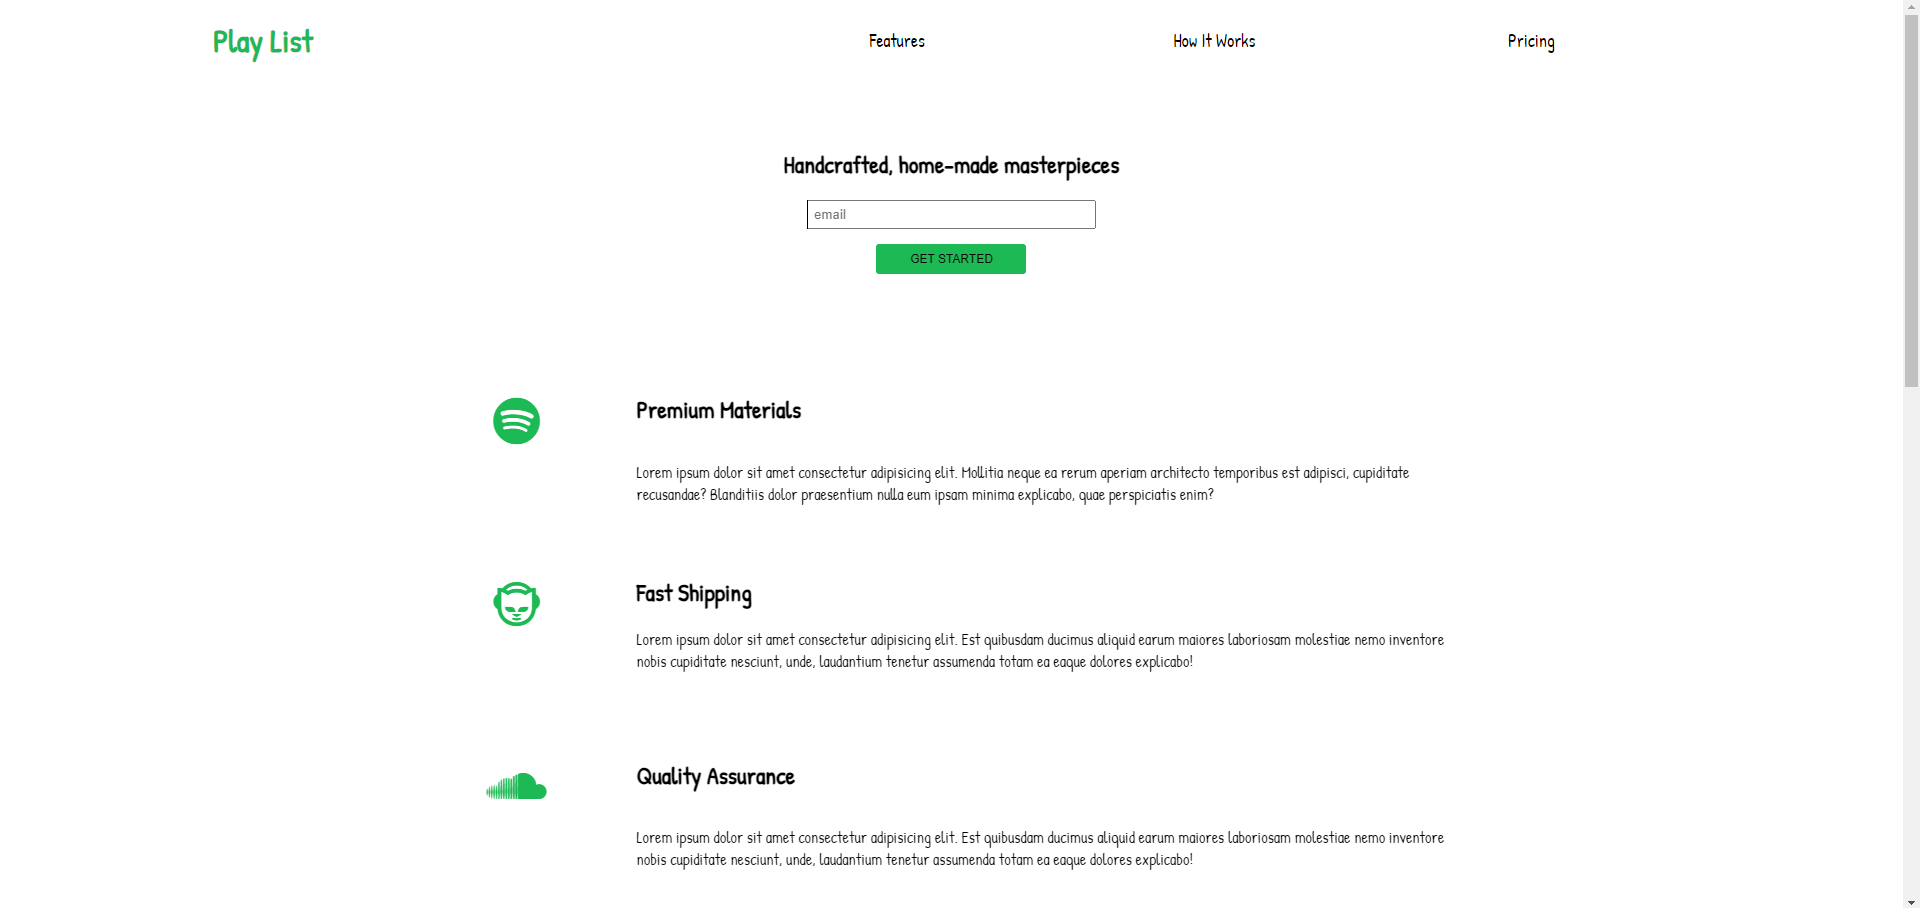 Play List
Features
How It Works
Pricing
Handcrafted, home-made masterpieces
email
GET STARTED
Premium Materials
Lorem ipsum dolor sit amet consectetur adipisicing elit. Mollitia neque ea rerum aperiam architecto temporibus est adipisci, cupiditate
recusandae? Blanditiis dolor praesentium nulla eum ipsam minima explicabo, quae perspiciatis enim?
Fast Shipping
Lorem ipsum dolor sit amet consectetur adipisicing elit. Est quibusdam ducimus aliquid earum maiores laboriosam molestiae nemo inventore
nobis cupiditate nesciunt, unde, laudantium tenetur assumenda totam ea eaque dolores explicabo!
Quality Assurance
Lorem ipsum dolor sit amet consectetur adipisicing elit. Est quibusdam ducimus aliquid earum maiores laboriosam molestiae nemo inventore
nobis cupiditate nesciunt, unde, laudantium tenetur assumenda totam ea eaque dolores explicabo!